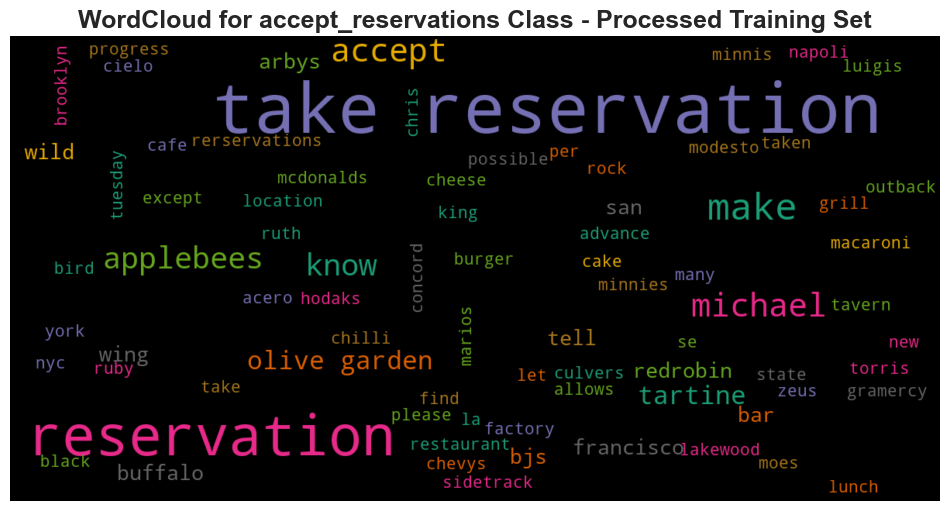 WordCloud for accept_reservations Class - Processed Training Set
brooklyn
progress
cielo
arbys
accept
minnis
napoli
luigis
take reservation
chris
wild
cafe
rerservations
possible
per
rock
modesto
taken
tuesday
except
mcdonalds
location
cheese
king
san
make
grill
outback
ruth
advance
macaroni
bird
applebees
know
concord
burger
cake
minnies
many
acero
hodaks
michael
tavern
york
nyc
wing
ruby
chilli
olive garden
marios
tell
se
new
take
let
culvers
allows
redrobin
tartine
state
zeus
torris
gramercy
find
please
la
factory
bar
reservation
restaurant
chevys
bjs
francisco
lakewood
black
buffalo
sidetrack
moes
lunch